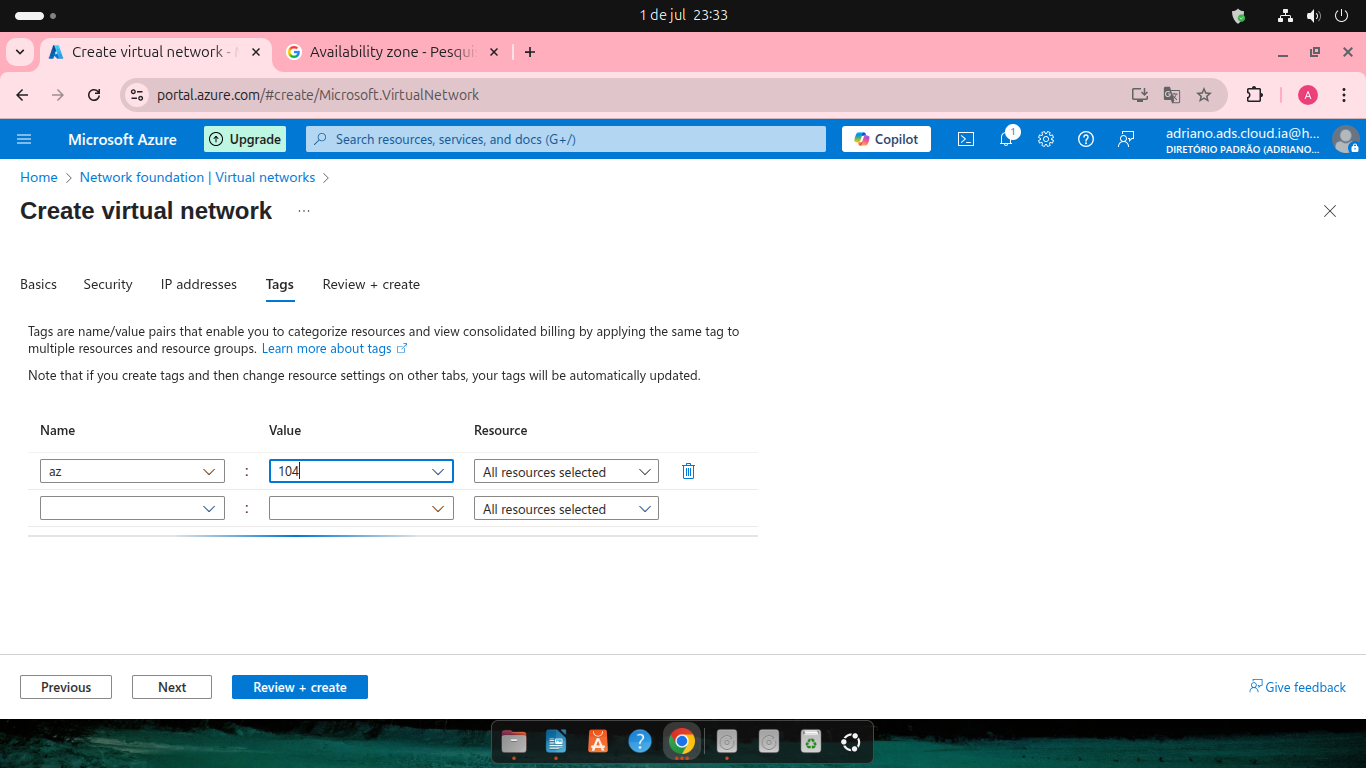 1 de jul 23:33
Create virtual network - M
Availability zone - Pesqui
portal.azure.com/#create/Microsoft.VirtualNetwork
A
Microsoft Azure
Upgrade
Search resources, services, and docs (G+/)
Copilot
1
adriano.ads.cloud.ia@h...
DIRETÓRIO PADRÃO (ADRIANO...
Home > Network foundation | Virtual networks >
Create virtual network ...
Basics
Security
IP addresses
Tags
Review + create
Tags are name/value pairs that enable you to categorize resources and view consolidated billing by applying the same tag to
multiple resources and resource groups. Learn more about tags
Note that if you create tags and then change resource settings on other tabs, your tags will be automatically updated.
Name Value Resource
az : 104 All resources selected
: All resources selected
Previous
Next
Review + create
Give feedback